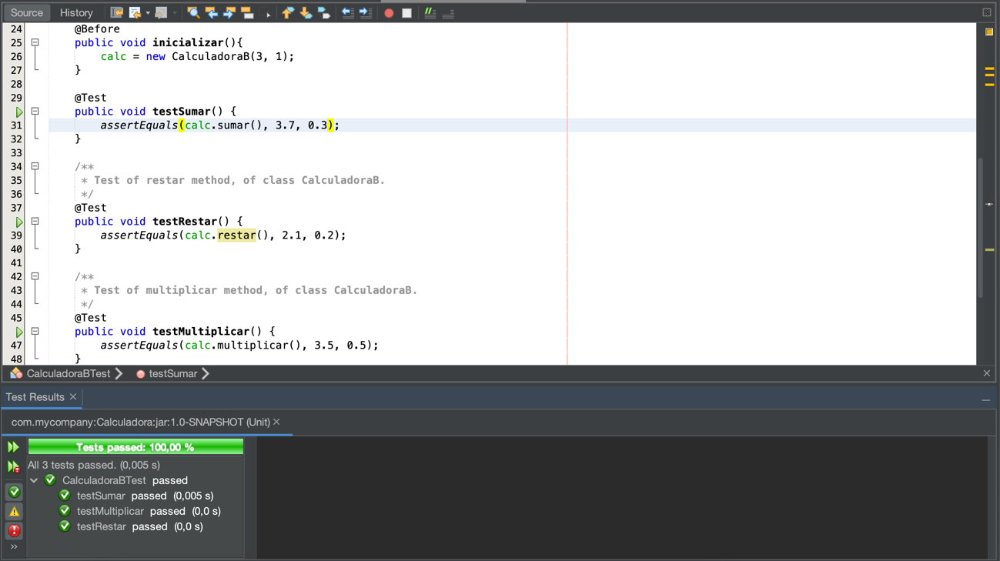 Source History
24 @Before
25 public void inicializar(){
26 calc = new CalculadoraB(3, 1);
27 }
28
29 @Test
public void testSumar() {
31 assertEquals(calc.sumar(), 3.7, 0.3);
32 }
33
34 /**
35 * Test of restar method, of class CalculadoraB.
36 */
37 @Test
public void testRestar() {
39 assertEquals(calc.restar(), 2.1, 0.2);
40 }
41
42 /**
43 * Test of multiplicar method, of class CalculadoraB.
44 */
45 @Test
public void testMultiplicar() {
47 assertEquals(calc.multiplicar(), 3.5, 0.5);
48 }
CalculadoraBTest testSumar
Test Results
com.mycompany:Calculadora:jar:1.0-SNAPSHOT (Unit)
Tests passed: 100,00 %
All 3 tests passed. (0,005 s)
CalculadoraBTest passed
testSumar passed (0,005 s)
testMultiplicar passed (0,0 s)
testRestar passed (0,0 s)